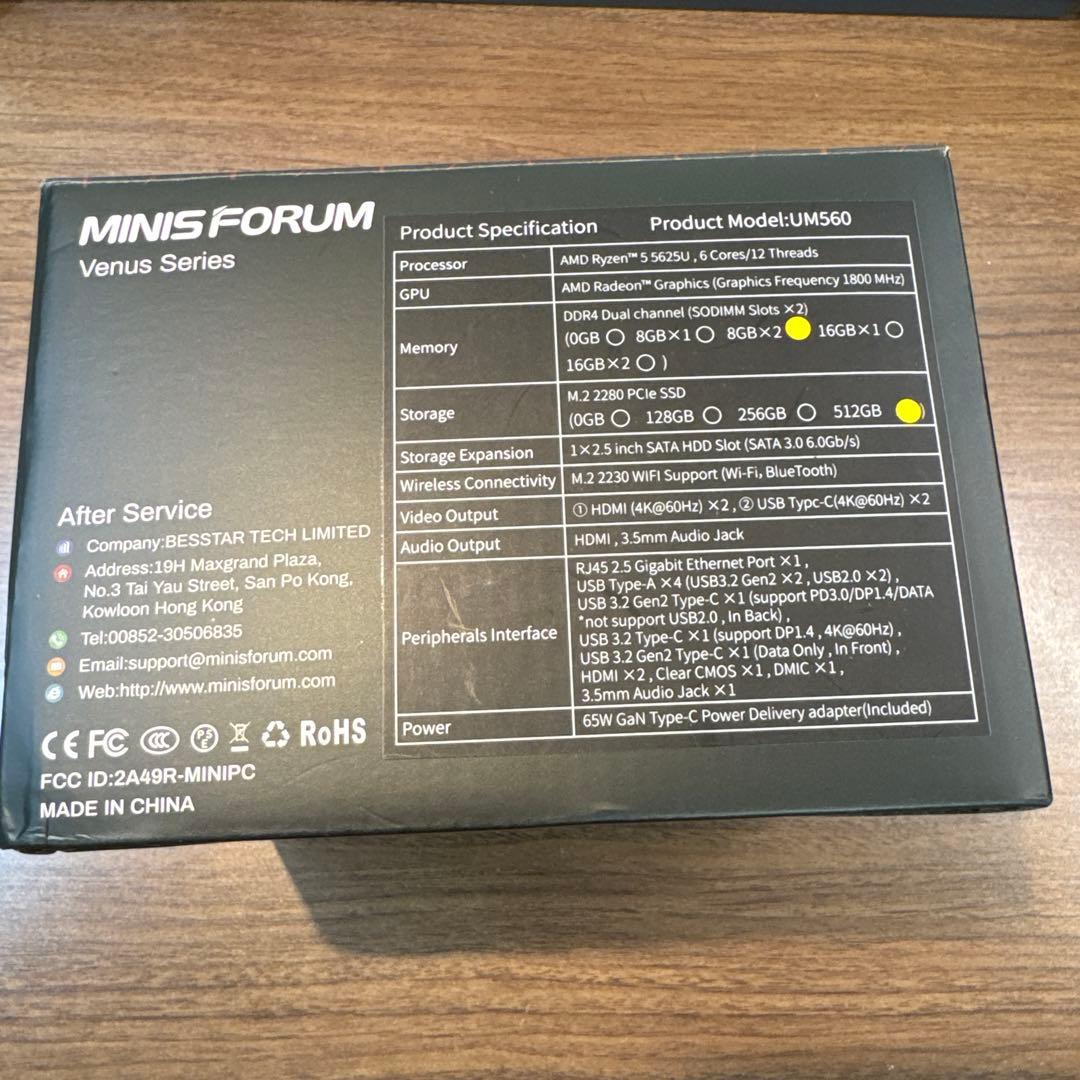 MINISFORUM
Venus Series
After Service
Company:BESSTAR TECH LIMITED
Address:19H Maxgrand Plaza,
No.3 Tai Yau Street, San Po Kong,
Kowloon Hong Kong
Tel:00852-30506835
Email:support@minisforum.com
Web:http://www.minisforum.com
CE FC CCC PSE RoHS
FCC ID:2A49R-MINIPC
MADE IN CHINA
Product Specification Product Model:UM560
Processor AMD Ryzen™ 5 5625U , 6 Cores/12 Threads
GPU AMD Radeon™ Graphics (Graphics Frequency 1800 MHz)
Memory DDR4 Dual channel (SODIMM Slots ×2)
(0GB ○ 8GB×1 ○ 8GB×2 16GB×1 ○
16GB×2 ○ )
Storage M.2 2280 PCIe SSD
(0GB ○ 128GB ○ 256GB ○ 512GB )
Storage Expansion 1×2.5 inch SATA HDD Slot (SATA 3.0 6.0Gb/s)
Wireless Connectivity M.2 2230 WIFI Support (Wi-Fi, BlueTooth)
Video Output ① HDMI (4K@60Hz) ×2 , ② USB Typc-C(4K@60Hz) ×2
Audio Output HDMI , 3.5mm Audio Jack
Peripherals Interface RJ45 2.5 Gigabit Ethernet Port ×1 ,
USB Type-A ×4 (USB3.2 Gen2 ×2 , USB2.0 ×2) ,
USB 3.2 Gen2 Type-C ×1 (support PD3.0/DP1.4/DATA
*not support USB2.0 , In Back) ,
USB 3.2 Type-C ×1 (support DP1.4 , 4K@60Hz) ,
USB 3.2 Gen2 Type-C ×1 (Data Only , In Front) ,
HDMI ×2 , Clear CMOS ×1 , DMIC ×1 ,
3.5mm Audio Jack ×1
Power 65W GaN Type-C Power Delivery adapter(Included)